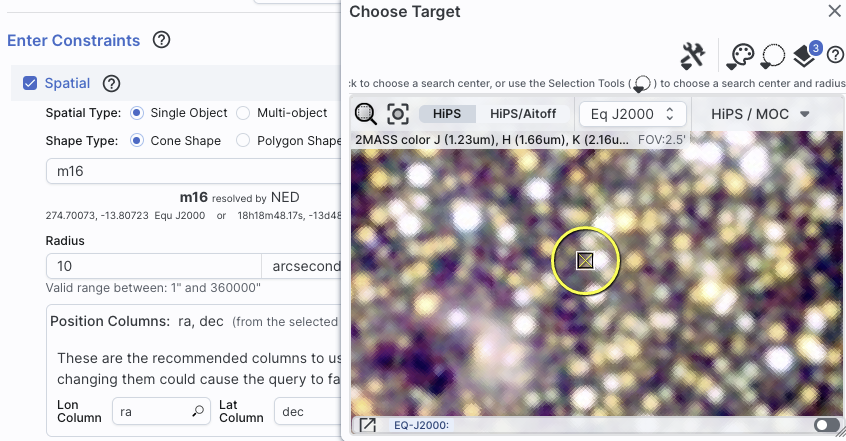 Choose Target
Enter Constraints
3
Spatial
:k to choose a search center, or use the Selection Tools ( ) to choose a search center and radius
Spatial Type: Single Object Multi-object
HiPS HiPS/Aitoff Eq J2000 HiPS / MOC
Shape Type: Cone Shape Polygon Shape
2MASS color J (1.23um), H (1.66um), K (2.16u... FOV:2.5'
m16
m16 resolved by NED
274.70073, -13.80723 Equ J2000 or 18h18m48.17s, -13d48
Radius
10 arcsecond
Valid range between: 1" and 360000"
Position Columns: ra, dec (from the selected
These are the recommended columns to us
changing them could cause the query to fa
Lon Column ra Lat Column dec
EQ-J2000: